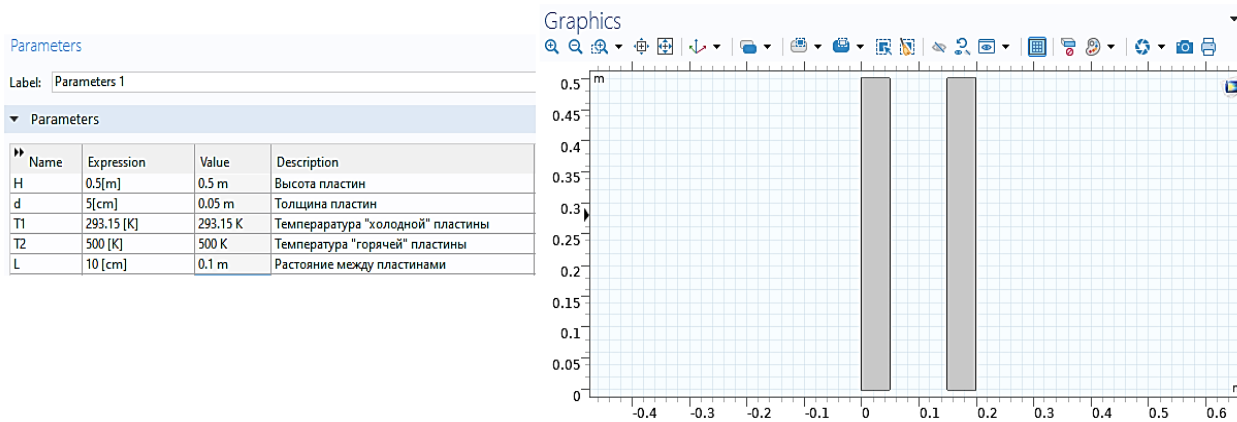 Parameters
Label: Parameters 1
Parameters
Name Expression Value Description
H 0.5[m] 0.5 m Высота пластин
d 5[cm] 0.05 m Толщина пластин
T1 293.15 [K] 293.15 K Темпераратура "холодной" пластины
T2 500 [K] 500 K Температура "горячей" пластины
L 10 [cm] 0.1 m Растояние между пластинами
Graphics
m
0.5
0.45
0.4
0.35
0.3
0.25
0.2
0.15
0.1
0.05
0
-0.4 -0.3 -0.2 -0.1 0 0.1 0.2 0.3 0.4 0.5 0.6